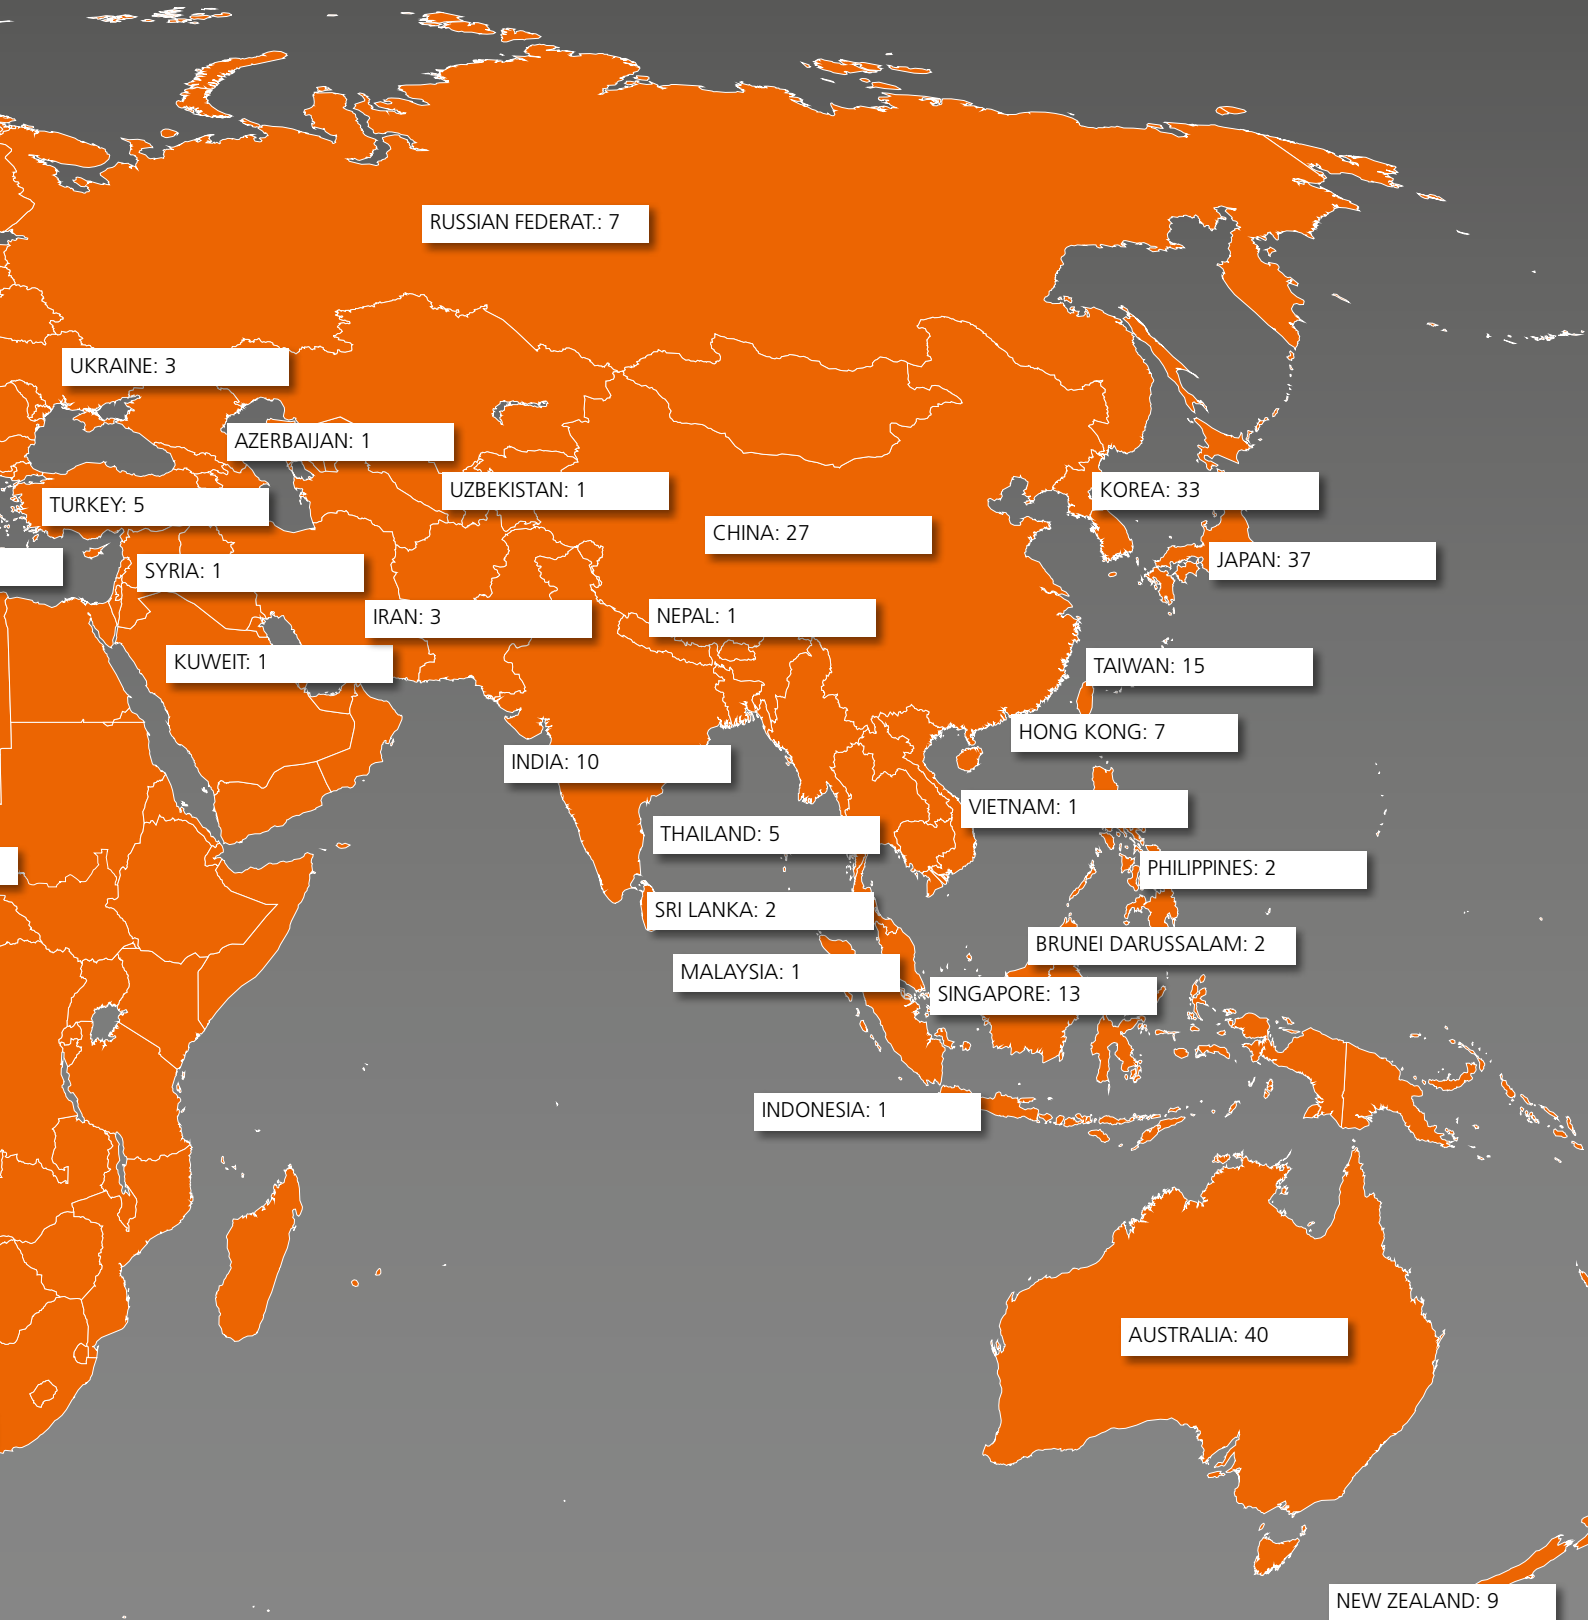 RUSSIAN FEDERAT.: 7
UKRAINE: 3
AZERBAIJAN: 1
UZBEKISTAN: 1
KOREA: 33
TURKEY: 5
CHINA: 27
JAPAN: 37
SYRIA: 1
IRAN: 3
NEPAL: 1
KUWEIT: 1
TAIWAN: 15
HONG KONG: 7
INDIA: 10
VIETNAM: 1
THAILAND: 5
PHILIPPINES: 2
SRI LANKA: 2
BRUNEI DARUSSALAM: 2
MALAYSIA: 1
SINGAPORE: 13
INDONESIA: 1
AUSTRALIA: 40
NEW ZEALAND: 9